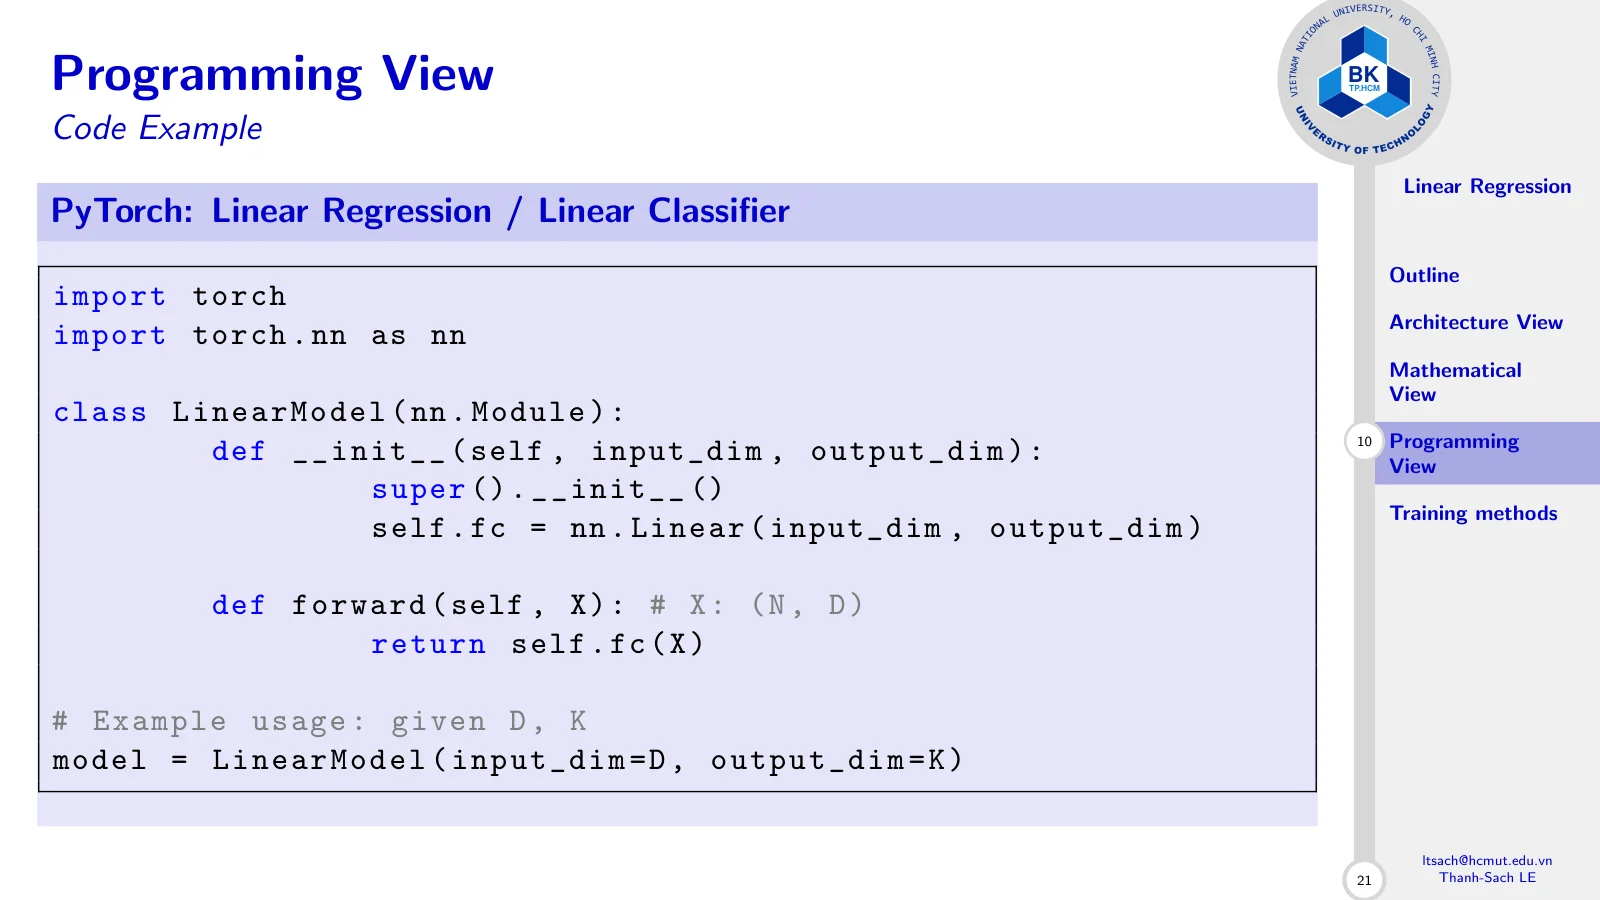 Programming View
Code Example
PyTorch: Linear Regression / Linear Classifier
import torch
import torch.nn as nn
class LinearModel(nn.Module):
def __init__(self, input_dim, output_dim):
super().__init__()
self.fc = nn.Linear(input_dim, output_dim)
def forward(self, X): # X: (N, D)
return self.fc(X)
# Example usage: given D, K
model = LinearModel(input_dim=D, output_dim=K)
VIETNAM NATIONAL UNIVERSITY, HO CHI MINH CITY
BK
TP.HCM
UNIVERSITY OF TECHNOLOGY
Linear Regression
Outline
Architecture View
Mathematical
View
10
Programming
View
Training methods
ltsach@hcmut.edu.vn
Thanh-Sach LE
21